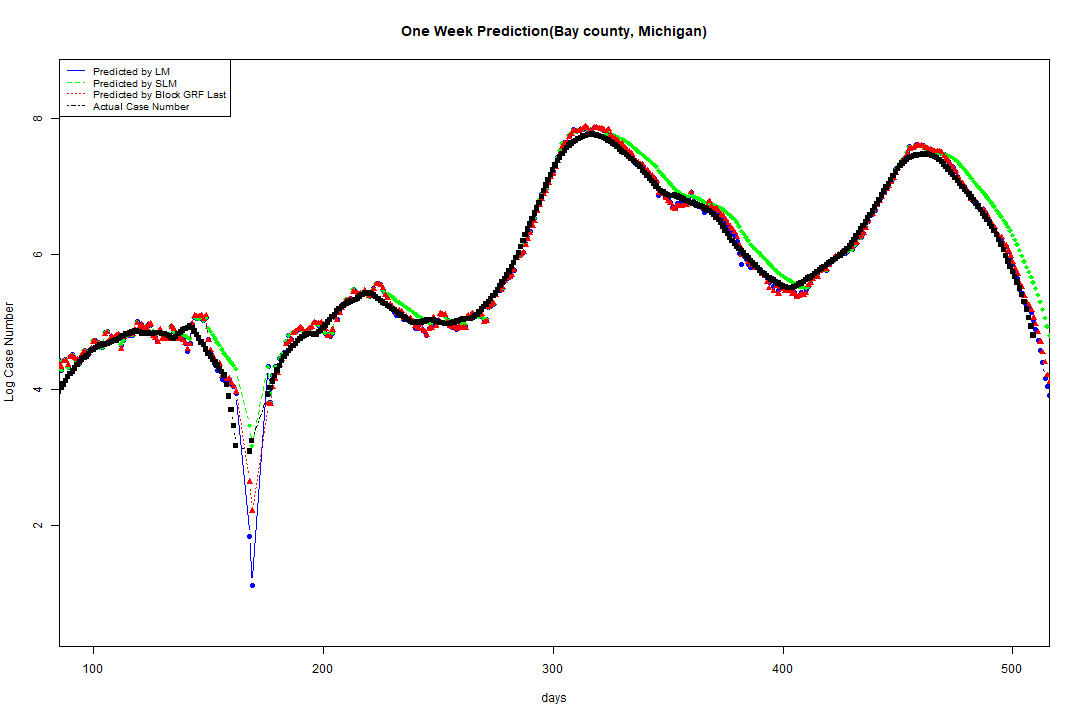 One Week Prediction(Bay county, Michigan)
Predicted by LM
Predicted by SLM
Predicted by Block GRF Last
Actual Case Number
8
6
4
2
Log Case Number
100 200 300 400 500
days